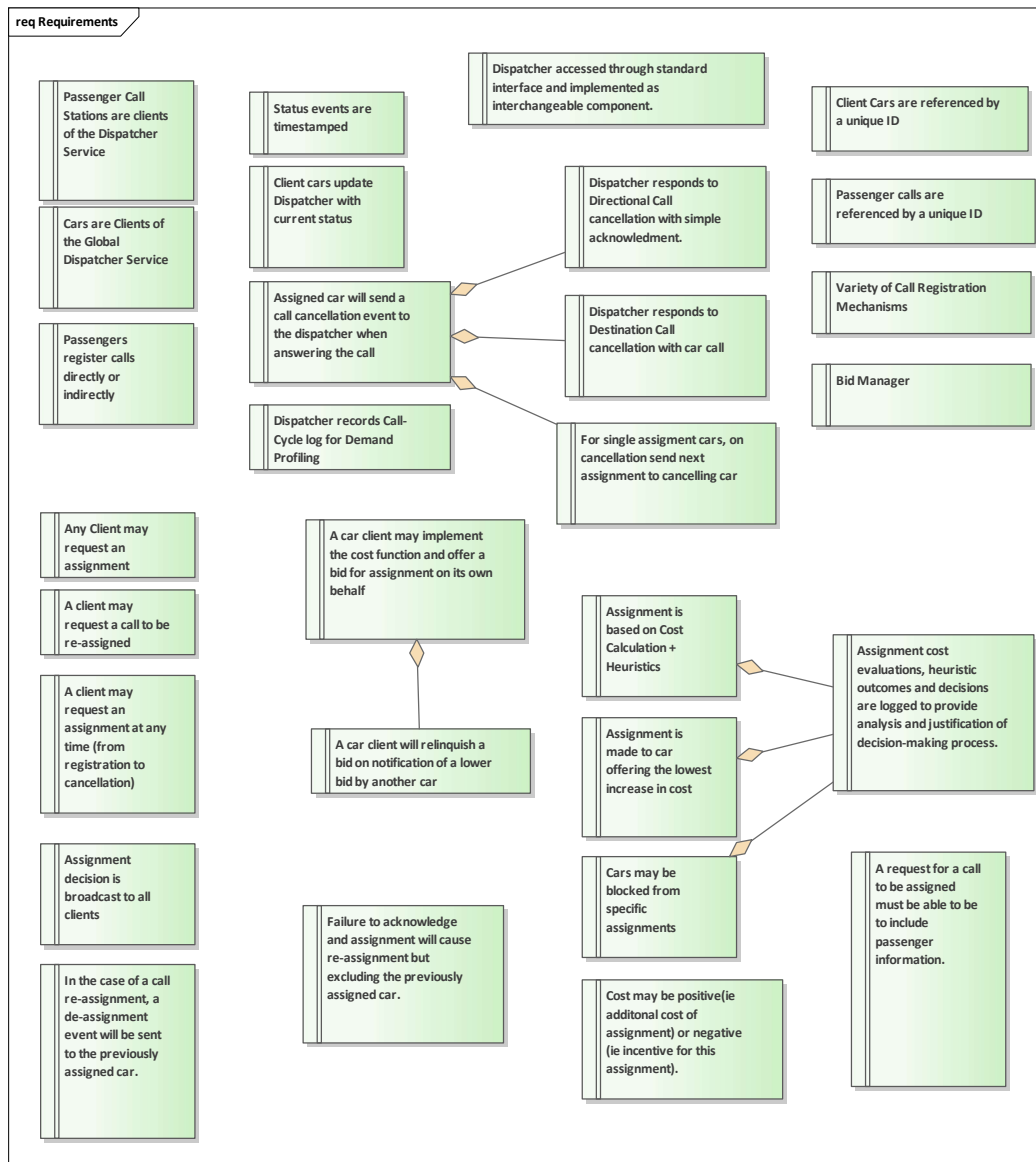 req Requirements
Passenger Call
Stations are clients
of the Dispatcher
Service
Cars are Clients of
the Global
Dispatcher Service
Passengers
register calls
directly or
indirectly
Status events are
timestamped
Client cars update
Dispatcher with
current status
Assigned car will send a
call cancellation event to
the dispatcher when
answering the call
Dispatcher records Call-
Cycle log for Demand
Profiling
Dispatcher accessed through standard
interface and implemented as
interchangeable component.
Dispatcher responds to
Directional Call
cancellation with simple
acknowledment.
Dispatcher responds to
Destination Call
cancellation with car call
For single assigment cars, on
cancellation send next
assignment to cancelling car
Client Cars are referenced by
a unique ID
Passenger calls are
referenced by a unique ID
Variety of Call Registration
Mechanisms
Bid Manager
Any Client may
request an
assignment
A client may
request a call to be
re-assigned
A client may
request an
assignment at any
time (from
registration to
cancellation)
Assignment
decision is
broadcast to all
clients
In the case of a call
re-assignment, a
de-assignment
event will be sent
to the previously
assigned car.
A car client may implement
the cost function and offer a
bid for assignment on its own
behalf
A car client will relinquish a
bid on notification of a lower
bid by another car
Failure to acknowledge
and assignment will cause
re-assignment but
excluding the previously
assigned car.
Assignment is
based on Cost
Calculation +
Heuristics
Assignment is
made to car
offering the lowest
increase in cost
Cars may be
blocked from
specific
assignments
Cost may be positive(ie
additonal cost of
assignment) or negative
(ie incentive for this
assignment).
Assignment cost
evaluations, heuristic
outcomes and decisions
are logged to provide
analysis and justification of
decision-making process.
A request for a call
to be assigned
must be able to be
to include
passenger
information.